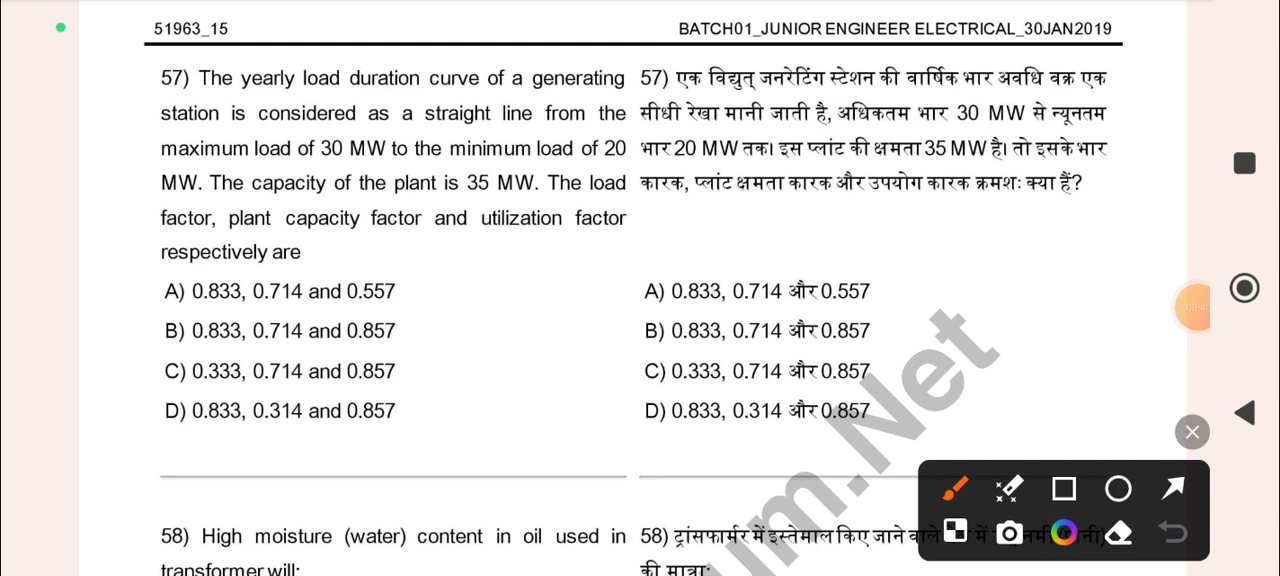 51963_15
BATCH01_JUNIOR ENGINEER ELECTRICAL_30JAN2019
57) The yearly load duration curve of a generating
station is considered as a straight line from the
maximum load of 30 MW to the minimum load of 20
MW. The capacity of the plant is 35 MW. The load
factor, plant capacity factor and utilization factor
respectively are
A) 0.833, 0.714 and 0.557
B) 0.833, 0.714 and 0.857
C) 0.333, 0.714 and 0.857
D) 0.833, 0.314 and 0.857
57) एक विद्युत् जनरेटिंग स्टेशन की वार्षिक भार अवधि वक्र एक
सीधी रेखा मानी जाती है, अधिकतम भार 30 MW से न्यूनतम
भार 20 MW तक। इस प्लांट की क्षमता 35 MW है। तो इसके भार
कारक, प्लांट क्षमता कारक और उपयोग कारक क्रमशः क्या हैं?
A) 0.833, 0.714 और 0.557
B) 0.833, 0.714 और 0.857
C) 0.333, 0.714 और 0.857
D) 0.833, 0.314 और 0.857
58) High moisture (water) content in oil used in
transformer will:
58) ट्रांसफार्मर में इस्तेमाल किए जाने वाले में
की मात्रा:
um.Net